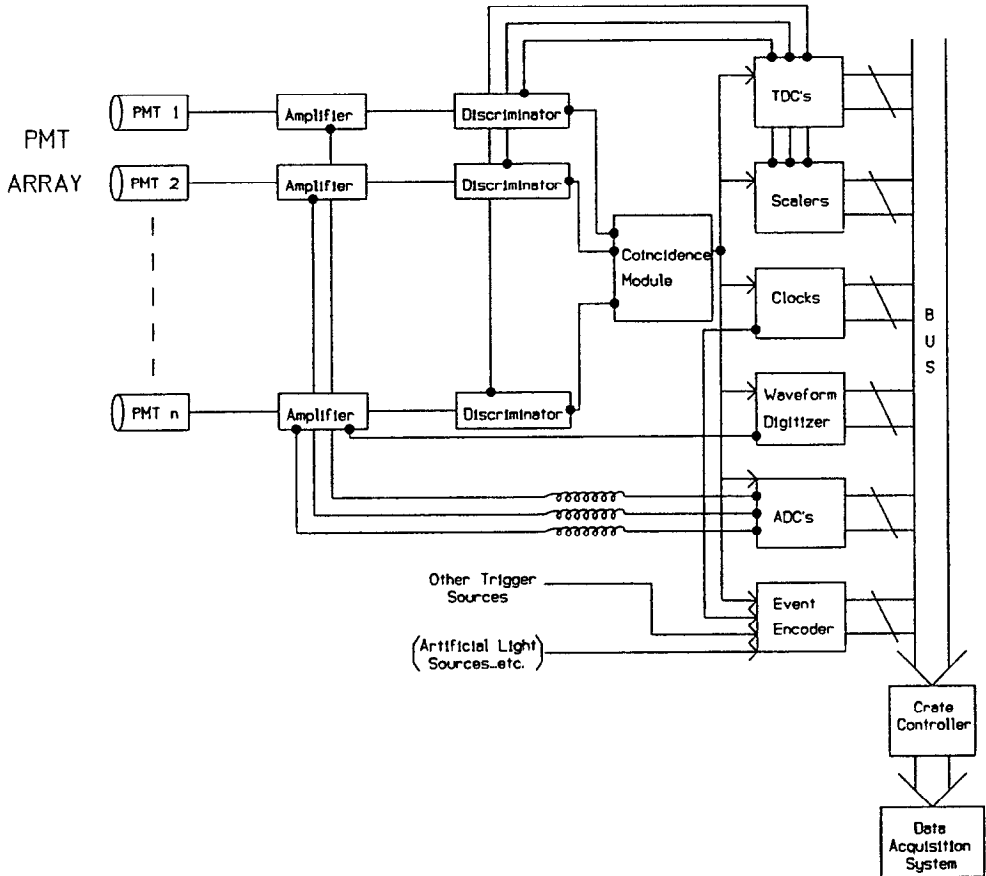 PMT
ARRAY
PMT 1
Amplifier
Discriminator
PMT 2
Amplifier
Discriminator
PMT n
Amplifier
Discriminator
Coincidence
Module
TDC's
Scalers
Clocks
Waveform
Digitizer
ADC's
Event
Encoder
Other Trigger
Sources
(Artificial Light
Sources...etc.)
BUS
Crate
Controller
Data
Acquisition
System